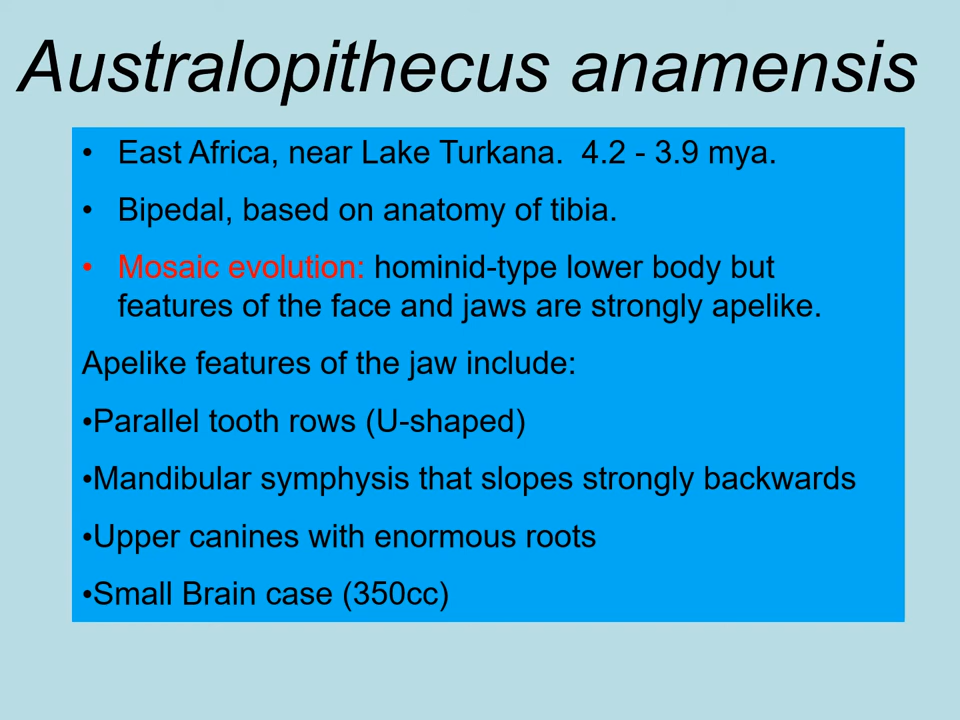 Australopithecus anamensis
• East Africa, near Lake Turkana.  4.2 - 3.9 mya.
• Bipedal, based on anatomy of tibia.
• Mosaic evolution: hominid-type lower body but
features of the face and jaws are strongly apelike.
Apelike features of the jaw include:
•Parallel tooth rows (U-shaped)
•Mandibular symphysis that slopes strongly backwards
•Upper canines with enormous roots
•Small Brain case (350cc)